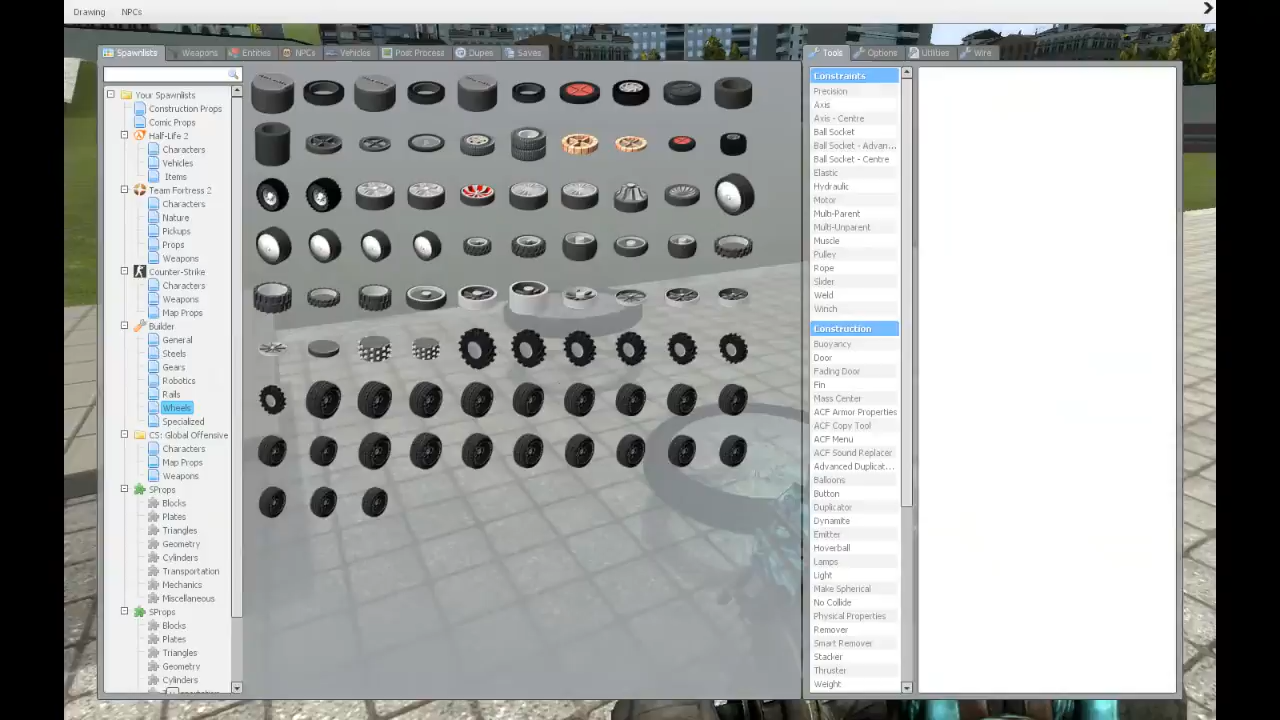 Drawing NPCs
Spawnlists Weapons Entities NPCs Vehicles Post Process Dupes Saves
Tools Options Utilities Wire
Your Spawnlists
Construction Props
Comic Props
Half-Life 2
Characters
Vehicles
Items
Team Fortress 2
Characters
Nature
Pickups
Props
Weapons
Counter-Strike
Characters
Weapons
Map Props
Builder
General
Steels
Gears
Robotics
Rails
Wheels
Specialized
CS: Global Offensive
Characters
Map Props
Weapons
SProps
Blocks
Plates
Triangles
Geometry
Cylinders
Transportation
Mechanics
Miscellaneous
SProps
Blocks
Plates
Triangles
Geometry
Cylinders
Constraints
Precision
Axis
Axis - Centre
Ball Socket
Ball Socket - Advan...
Ball Socket - Centre
Elastic
Hydraulic
Motor
Multi-Parent
Multi-Unparent
Muscle
Pulley
Rope
Slider
Weld
Winch
Construction
Buoyancy
Door
Fading Door
Fin
Mass Center
ACF Armor Properties
ACF Copy Tool
ACF Menu
ACF Sound Replacer
Advanced Duplicat...
Balloons
Button
Duplicator
Dynamite
Emitter
Hoverball
Lamps
Light
Make Spherical
No Collide
Physical Properties
Remover
Smart Remover
Stacker
Thruster
Weight